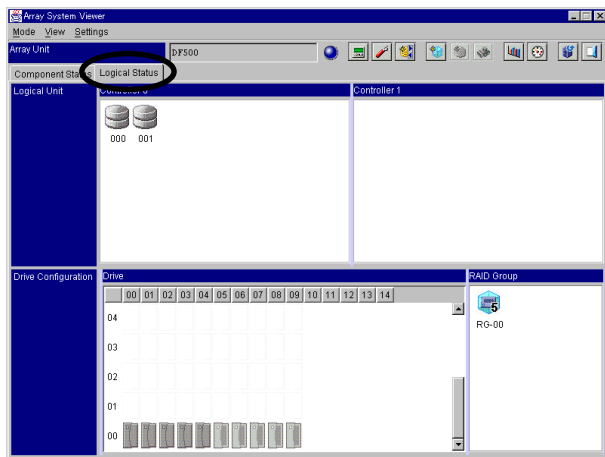 Array System Viewer
Mode View Settings
Array Unit DF500
Component Status Logical Status
Logical Unit Controller 0 Controller 1
000 001
Drive Configuration Drive RAID Group
00 01 02 03 04 05 06 07 08 09 10 11 12 13 14
04
5
RG-00
03
02
01
00